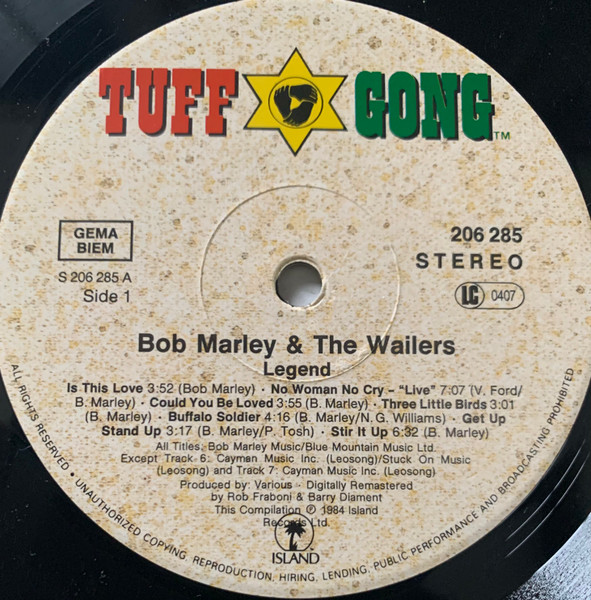 TUFF GONG TM
GEMA
BIEM
S 206 285 A
Side 1
206 285
STEREO
LC 0407
Bob Marley & The Wailers
Legend
Is This Love 3:52 (Bob Marley) · No Woman No Cry – “Live” 7:07 (V. Ford/
B. Marley) · Could You Be Loved 3:55 (B. Marley) · Three Little Birds 3:01
(B. Marley) · Buffalo Soldier 4:16 (B. Marley/N.G. Williams) · Get Up
Stand Up 3:17 (B. Marley/P. Tosh) · Stir It Up 6:32 (B. Marley)
All Titles, Bob Marley Music/Blue Mountain Music Ltd.
Except Track 6: Cayman Music Inc. (Leosong)/Stuck On Music
(Leosong) and Track 7: Cayman Music Inc. (Leosong)
Produced by: Various · Digitally Remastered
by Rob Fraboni & Barry Diament
This Compilation ℗ 1984 Island
Records Ltd.
ISLAND
ALL RIGHTS RESERVED · UNAUTHORIZED COPYING, REPRODUCTION, HIRING, LENDING, PUBLIC PERFORMANCE AND BROADCASTING PROHIBITED